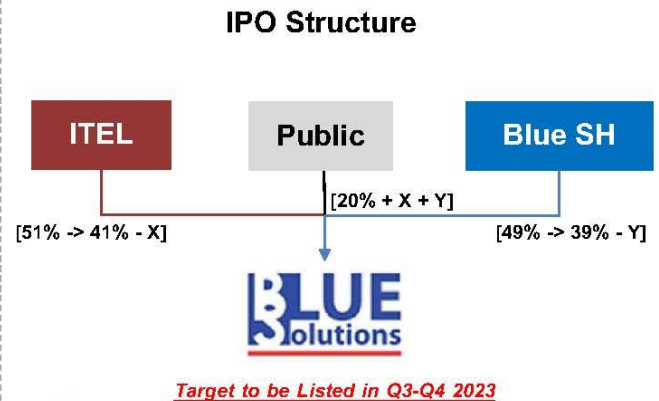 IPO Structure
ITEL
Public
Blue SH
[20% + X + Y]
[51% -> 41% - X]
[49% -> 39% - Y]
BLUE
Solutions
Target to be Listed in Q3-Q4 2023